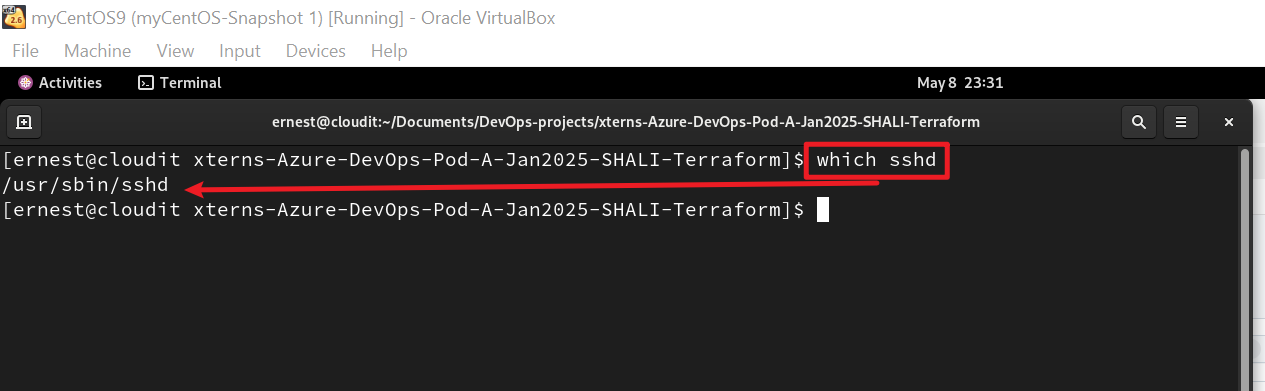 x64
2.6
myCentOS9 (myCentOS-Snapshot 1) [Running] - Oracle VirtualBox
File Machine View Input Devices Help
Activities Terminal May 8 23:31
ernest@cloudit:~/Documents/DevOps-projects/xterns-Azure-DevOps-Pod-A-Jan2025-SHALI-Terraform
[ernest@cloudit xterns-Azure-DevOps-Pod-A-Jan2025-SHALI-Terraform]$ which sshd
/usr/sbin/sshd
[ernest@cloudit xterns-Azure-DevOps-Pod-A-Jan2025-SHALI-Terraform]$